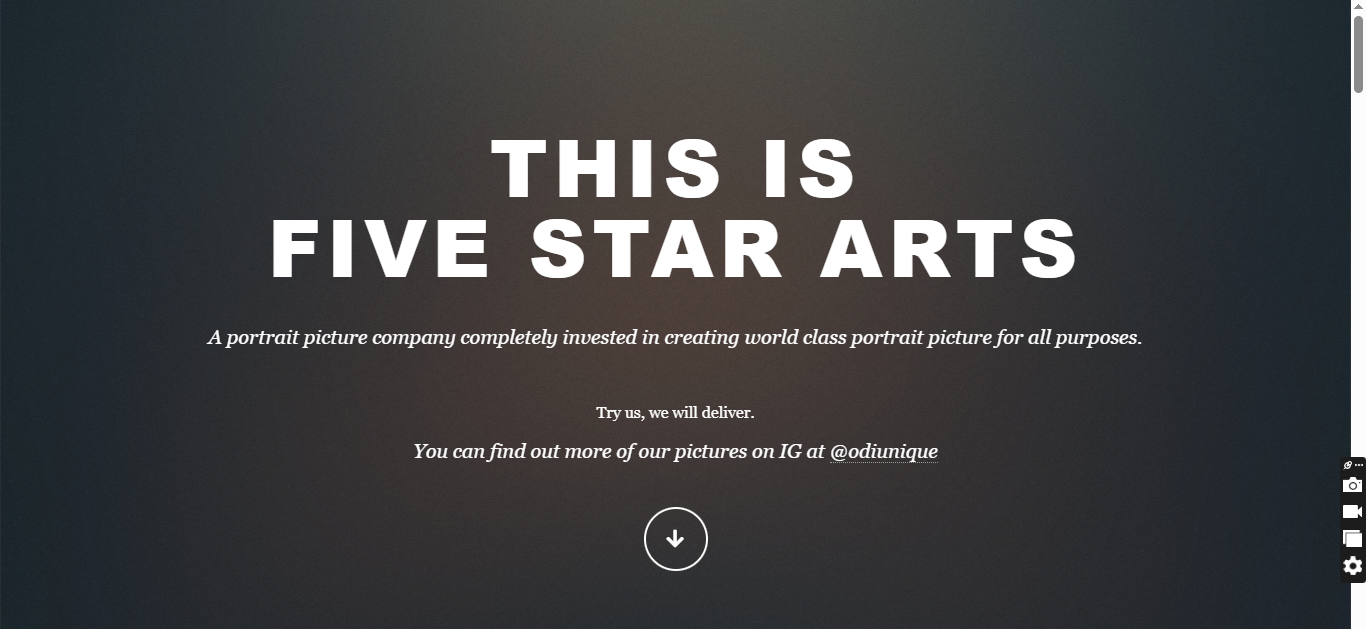 THIS IS
FIVE STAR ARTS
A portrait picture company completely invested in creating world class portrait picture for all purposes.
Try us, we will deliver.
You can find out more of our pictures on IG at @odiunique